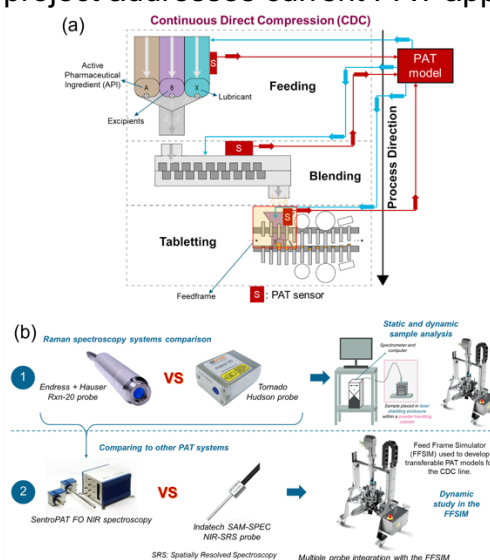 project addresses current
(a)
Continuous Direct Compression (CDC)
S
PAT
model
Active
Pharmaceutical
Ingredient (API)
A
B
X
Feeding
Lubricant
Excipients
S
Blending
Process Direction
S
Tabletting
Feedframe
S : PAT sensor
(b)
Raman spectroscopy systems comparison
Static and dynamic
sample analysis
Spectrometer and
computer
1
VS
Endress + Hauser
Rxn-20 probe
Tornado
Hudson probe
Sample placed in laser
shielding enclosure
within a powder handling
cabinet
Comparing to other PAT systems
Feed Frame Simulator
(FFSIM) used to develop
transferable PAT models for
the CDC line.
2
VS
Dynamic
study in the
FFSIM
SentroPAT FO NIR spectroscopy
Indatech SAM-SPEC
NIR-SRS probe
SRS: Spatially Resolved Spectroscopy
Multiple probe integration with the FFSIM